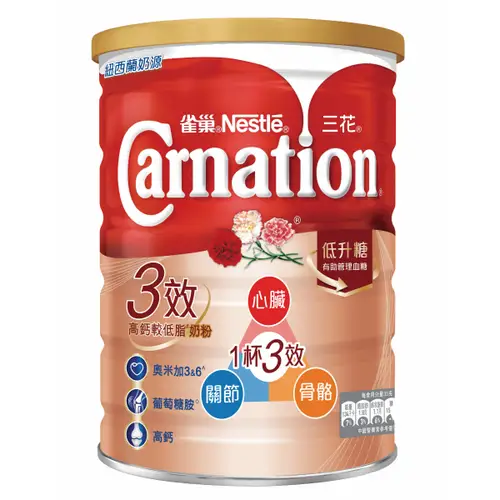 紐西蘭奶源
雀巢®Nestlé® 三花®
Carnation®
低升糖
有助管理血糖
3效
高鈣較低脂*奶粉
心臟
1杯3效
關節
骨骼
奧米加3&6^
葡萄糖胺
高鈣